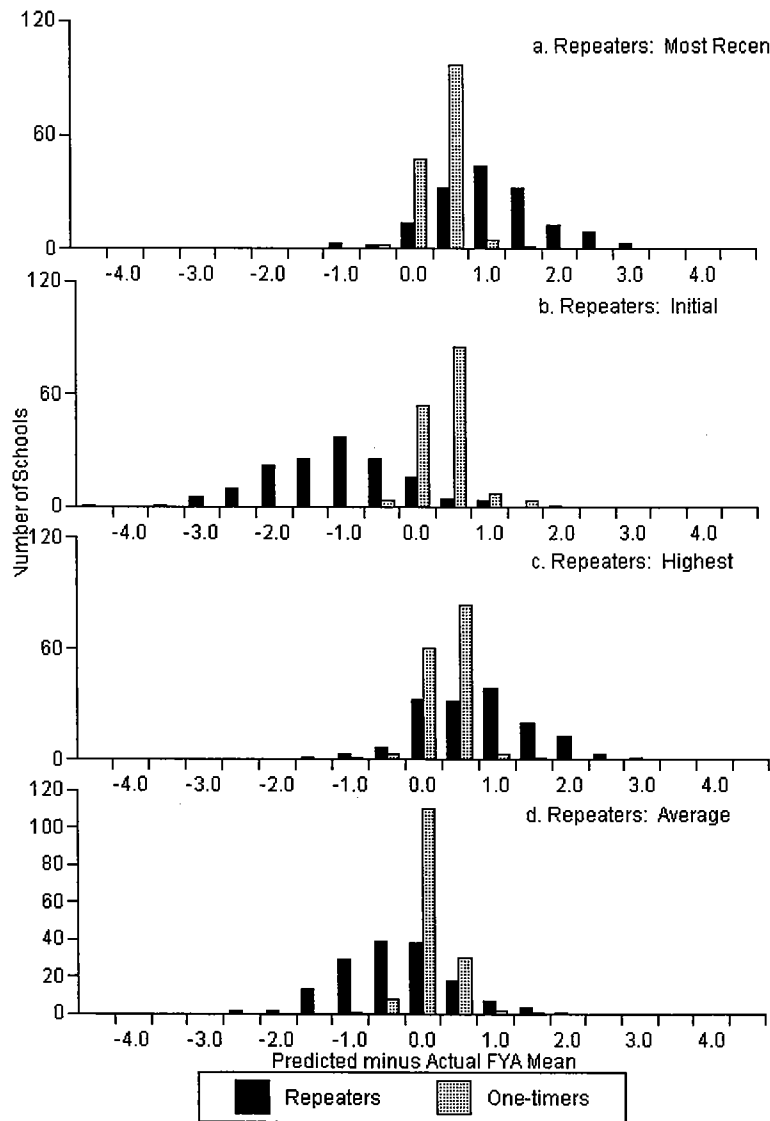 120
a. Repeaters: Most Recen
60
0
-4.0 -3.0 -2.0 -1.0 0.0 1.0 2.0 3.0 4.0
120
b. Repeaters: Initial
60
0
-4.0 -3.0 -2.0 -1.0 0.0 1.0 2.0 3.0 4.0
120
c. Repeaters: Highest
60
0
-4.0 -3.0 -2.0 -1.0 0.0 1.0 2.0 3.0 4.0
d. Repeaters: Average
120
100
80
60
40
20
0
-4.0 -3.0 -2.0 -1.0 0.0 1.0 2.0 3.0 4.0
Number of Schools
Predicted minus Actual FYA Mean
Repeaters One-timers